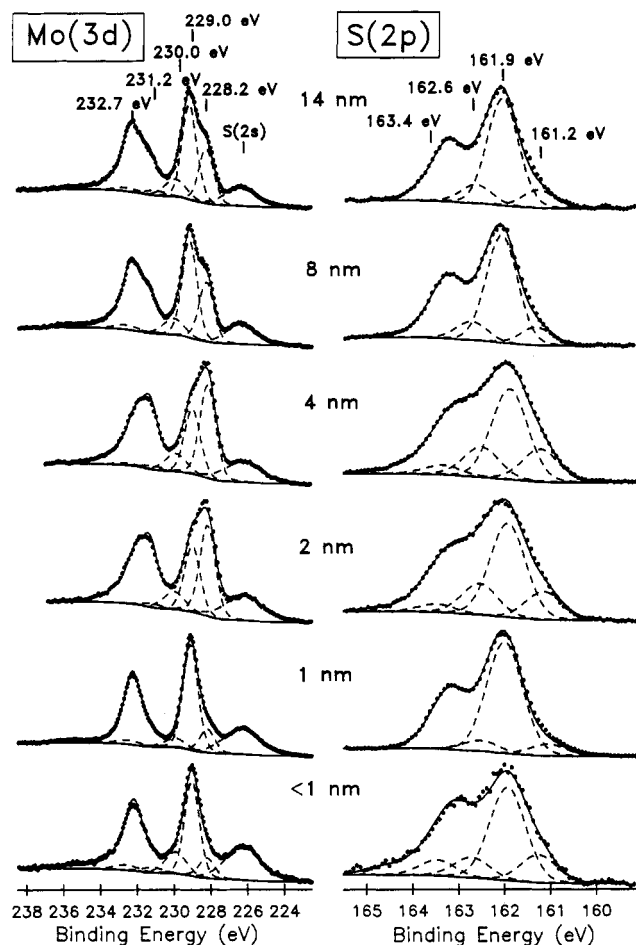 Mo(3d)
229.0 eV
230.0 eV
231.2 eV
232.7 eV
228.2 eV
S(2s)
S(2p)
161.9 eV
162.6 eV
163.4 eV
161.2 eV
14 nm
8 nm
4 nm
2 nm
1 nm
<1 nm
238 236 234 232 230 228 226 224
Binding Energy (eV)
165 164 163 162 161 160
Binding Energy (eV)